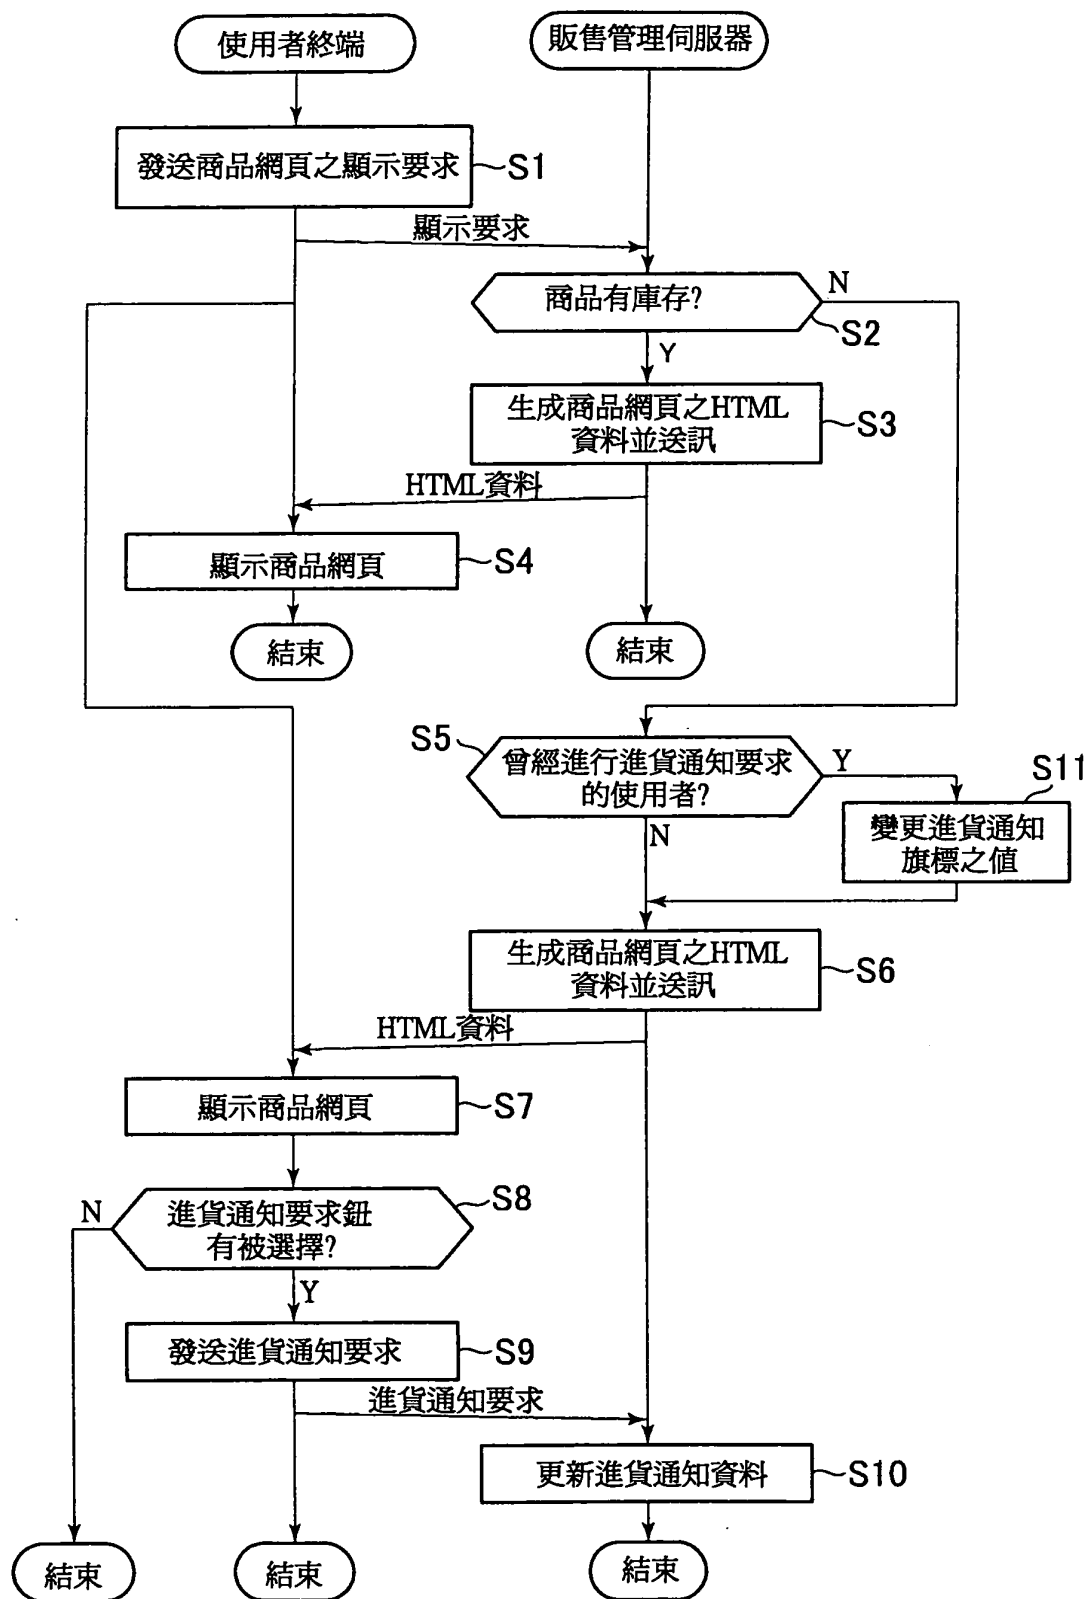 使用者終端
販售管理伺服器
發送商品網頁之顯示要求
S1
顯示要求
商品有庫存?
N
S2
Y
生成商品網頁之HTML
資料並送訊
S3
HTML資料
顯示商品網頁
S4
結束
結束
S5
曾經進行進貨通知要求
的使用者?
Y
S11
變更進貨通知
旗標之值
N
生成商品網頁之HTML
資料並送訊
S6
HTML資料
顯示商品網頁
S7
N
進貨通知要求鈕
有被選擇?
S8
Y
發送進貨通知要求
S9
進貨通知要求
更新進貨通知資料
S10
結束
結束
結束